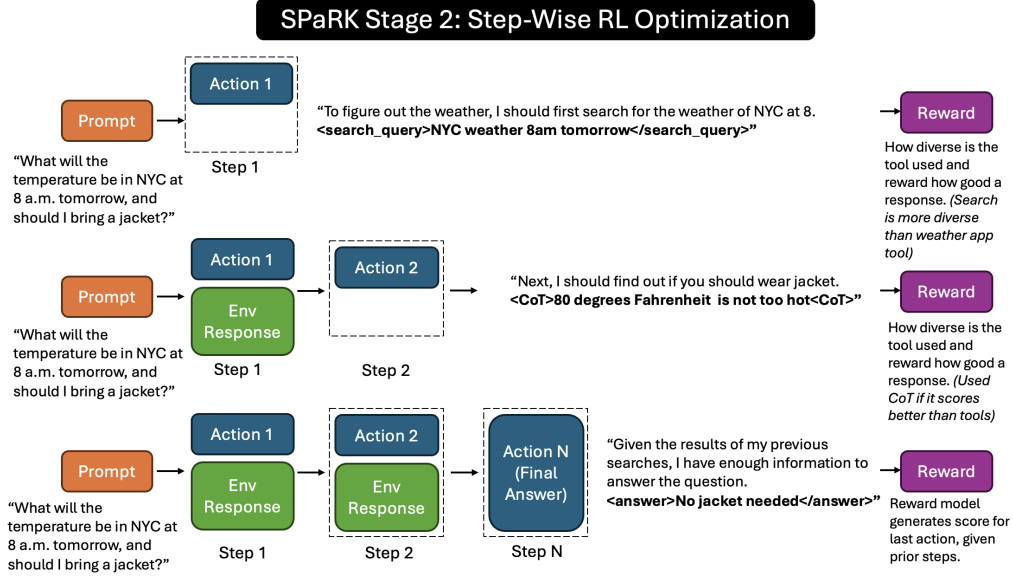 SPaRK Stage 2: Step-Wise RL Optimization
Prompt
"What will the
temperature be in NYC at
8 a.m. tomorrow, and
should I bring a jacket?"
Action 1
Step 1
"To figure out the weather, I should first search for the weather of NYC at 8.
<search_query>NYC weather 8am tomorrow</search_query>"
Reward
How diverse is the
tool used and
reward how good a
response. (Search
is more diverse
than weather app
tool)
Prompt
"What will the
temperature be in NYC at
8 a.m. tomorrow, and
should I bring a jacket?"
Action 1
Env
Response
Step 1
Action 2
Step 2
"Next, I should find out if you should wear jacket.
<CoT>80 degrees Fahrenheit is not too hot<CoT>"
Reward
How diverse is the
tool used and
reward how good a
response. (Used
CoT if it scores
better than tools)
Prompt
"What will the
temperature be in NYC at
8 a.m. tomorrow, and
should I bring a jacket?"
Action 1
Env
Response
Step 1
Action 2
Env
Response
Step 2
Action N
(Final
Answer)
Step N
"Given the results of my previous
searches, I have enough information to
answer the question.
<answer>No jacket needed</answer>"
Reward
Reward model
generates score for
last action, given
prior steps.